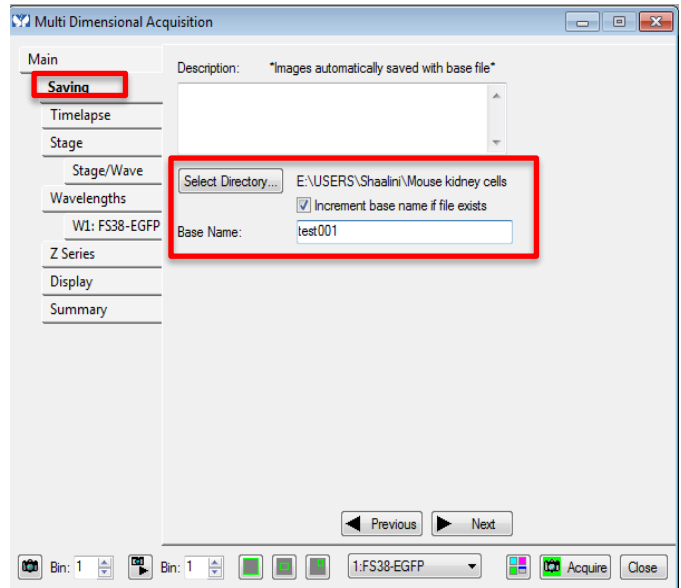 Multi Dimensional Acquisition
Main
Saving
Timelapse
Stage
Stage/Wave
Wavelengths
W1: FS38-EGFP
Z Series
Display
Summary
Description: *Images automatically saved with base file*
Select Directory... E:\USERS\Shaalini\Mouse kidney cells
Increment base name if file exists
Base Name: test001
Previous Next
Bin: 1 Bin: 1 1:FS38-EGFP Acquire Close